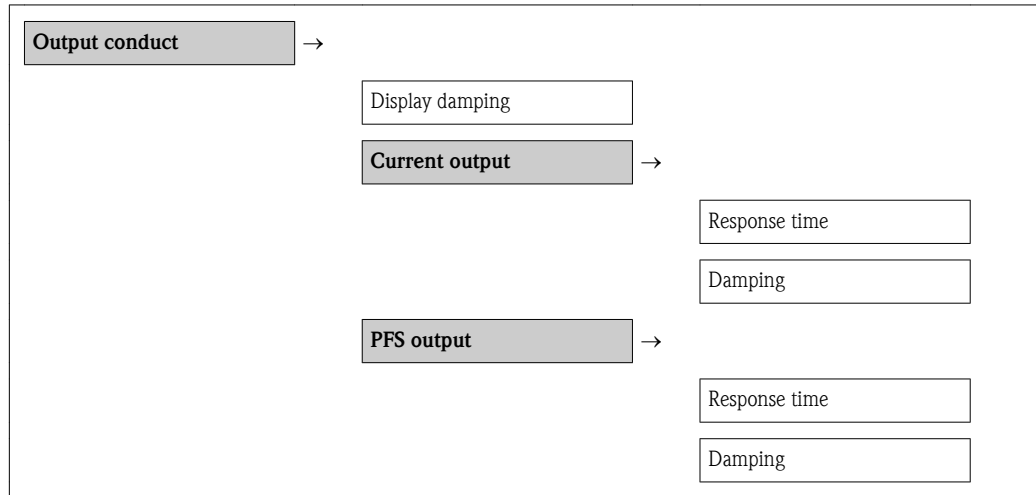 Output conduct →
Display damping
Current output →
Response time
Damping
PFS output →
Response time
Damping